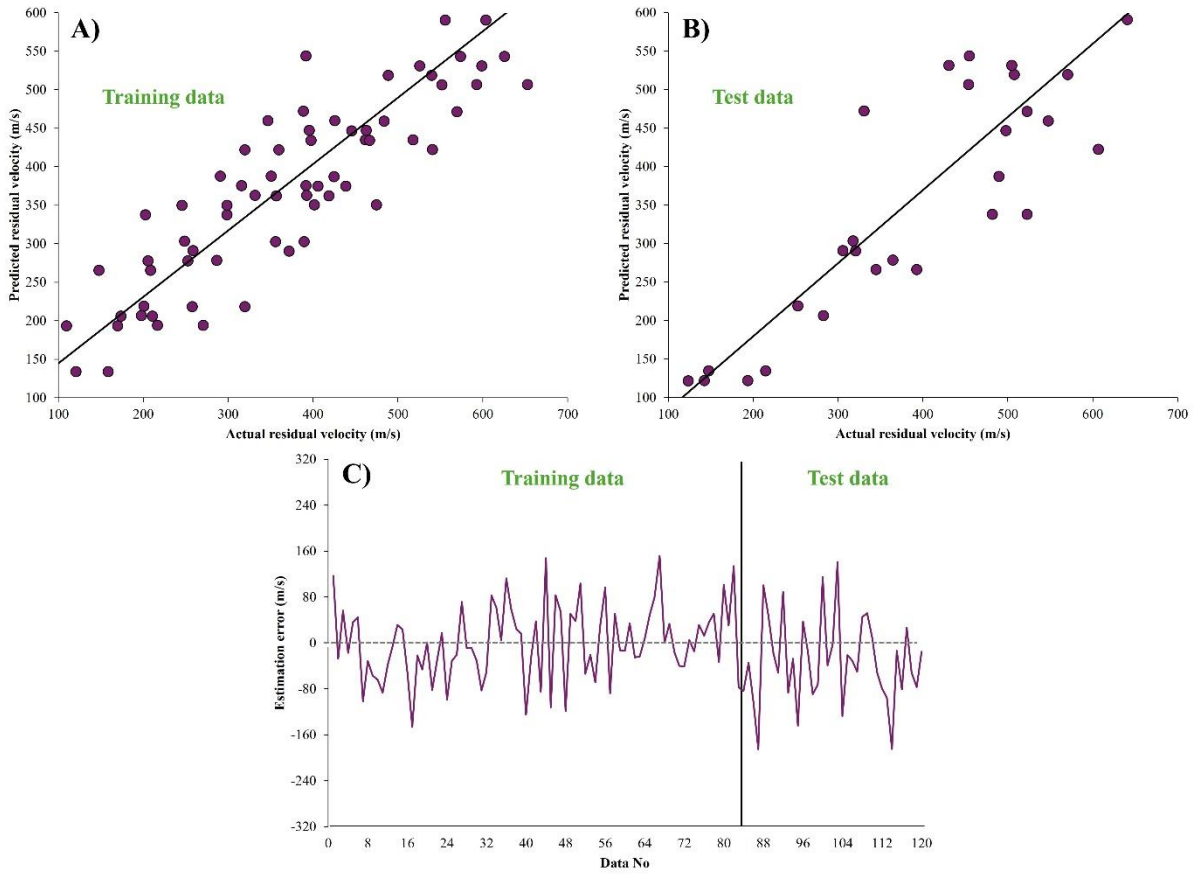 A)
Training data
Predicted residual velocity (m/s)
600
550
500
450
400
350
300
250
200
150
100
100 200 300 400 500 600 700
Actual residual velocity (m/s)
B)
Test data
Predicted residual velocity (m/s)
600
550
500
450
400
350
300
250
200
150
100
100 200 300 400 500 600 700
Actual residual velocity (m/s)
C)
Training data
Test data
Estimation error (m/s)
320
240
160
80
0
-80
-160
-240
-320
0 8 16 24 32 40 48 56 64 72 80 88 96 104 112 120
Data No